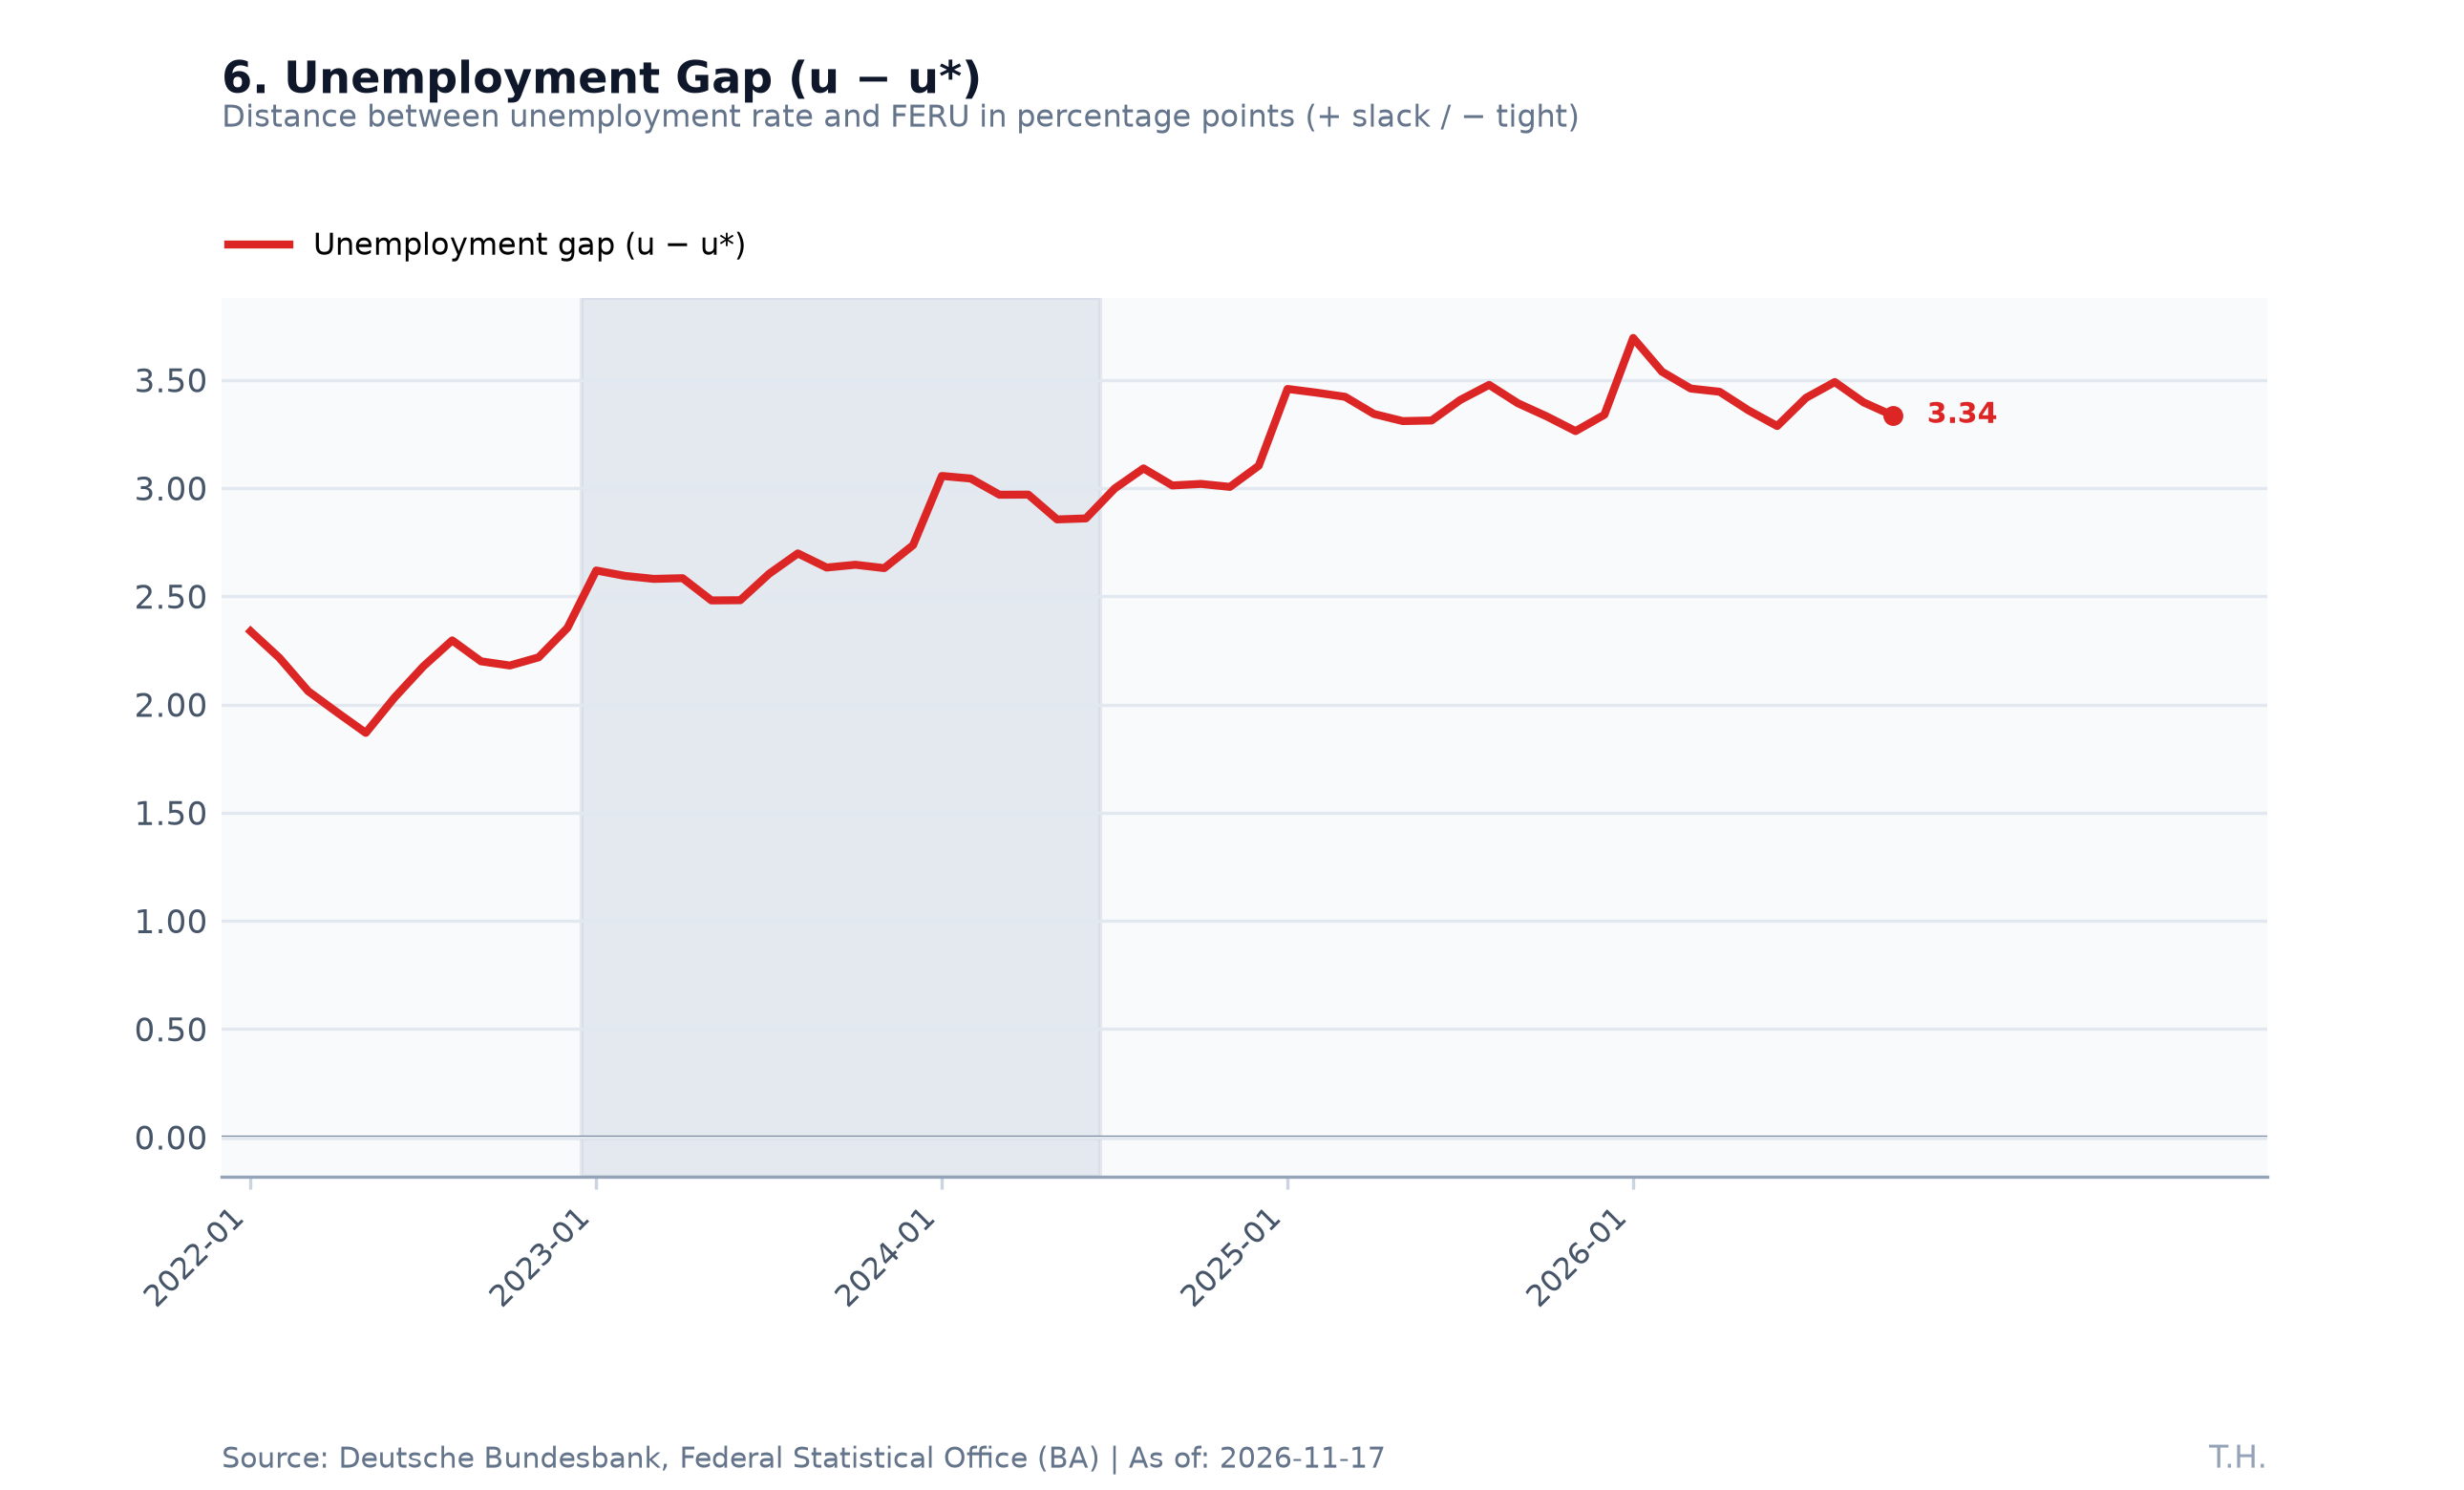 6. Unemployment Gap (u − u*)
Distance between unemployment rate and FERU in percentage points (+ slack / − tight)
Unemployment gap (u − u*)
3.50
3.00
2.50
2.00
1.50
1.00
0.50
0.00
3.34
2022-01
2023-01
2024-01
2025-01
2026-01
Source: Deutsche Bundesbank, Federal Statistical Office (BA) | As of: 2026-11-17
T.H.